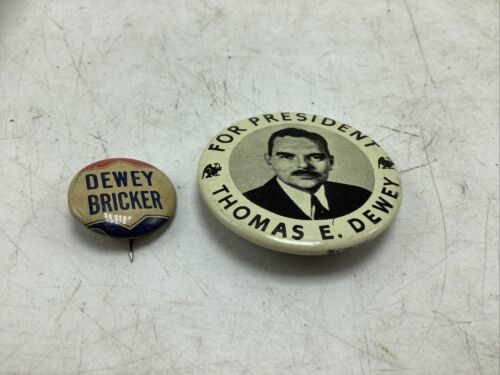 DEWEY
BRICKER
FOR PRESIDENT
THOMAS E. DEWEY